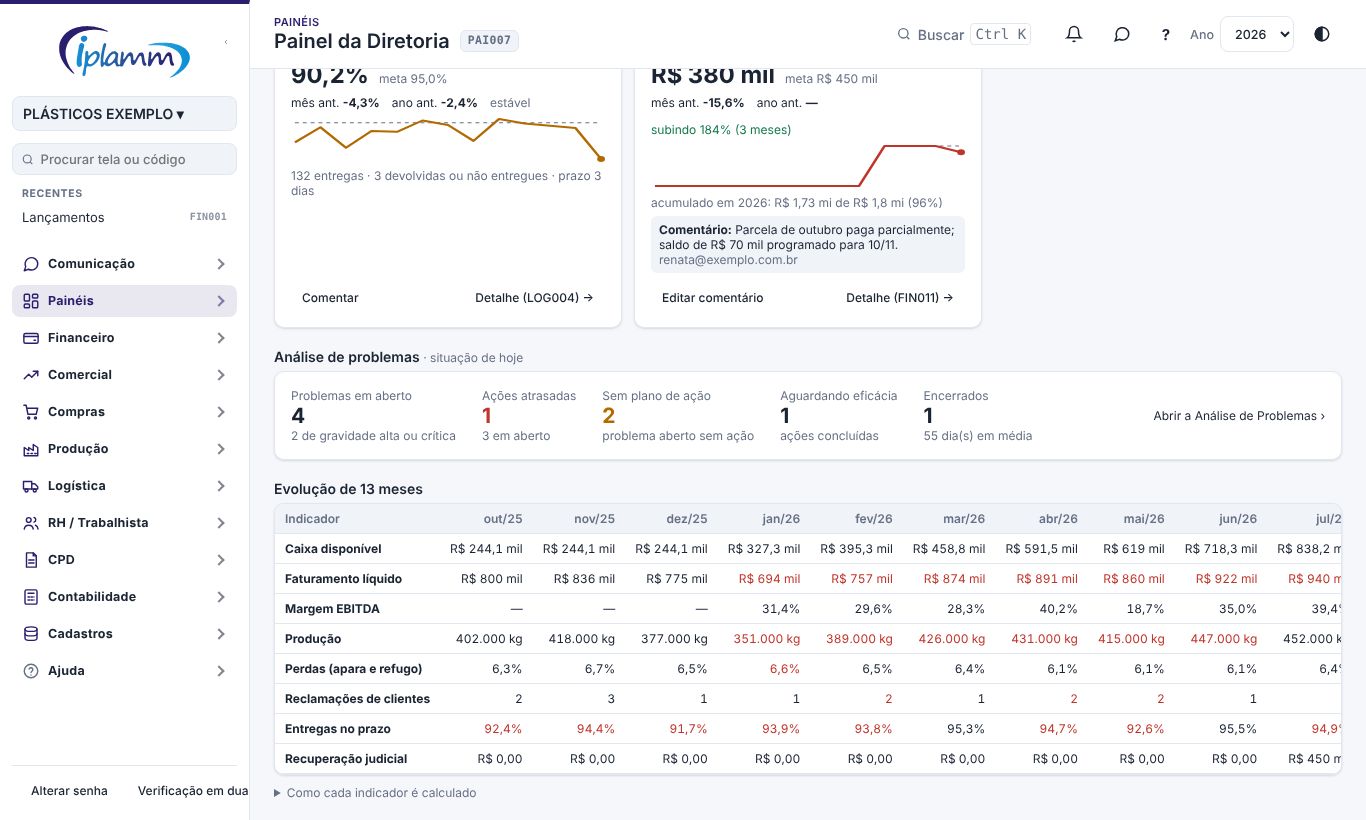 iplamm
PLÁSTICOS EXEMPLO ▾
Procurar tela ou código
RECENTES
Lançamentos FIN001
Comunicação
Painéis
Financeiro
Comercial
Compras
Produção
Logística
RH / Trabalhista
CPD
Contabilidade
Cadastros
Ajuda
Alterar senha Verificação em dua
PAINÉIS
Painel da Diretoria PAI007
Buscar Ctrl K ? Ano 2026
90,2% meta 95,0%
mês ant. -4,3% ano ant. -2,4% estável
132 entregas · 3 devolvidas ou não entregues · prazo 3
dias
Comentar Detalhe (LOG004) →
R$ 380 mil meta R$ 450 mil
mês ant. -15,6% ano ant. —
subindo 184% (3 meses)
acumulado em 2026: R$ 1,73 mi de R$ 1,8 mi (96%)
Comentário: Parcela de outubro paga parcialmente;
saldo de R$ 70 mil programado para 10/11.
renata@exemplo.com.br
Editar comentário Detalhe (FIN011) →
Análise de problemas · situação de hoje
Problemas em aberto Ações atrasadas Sem plano de ação Aguardando eficácia Encerrados
4 1 2 1 1
2 de gravidade alta ou crítica 3 em aberto problema aberto sem ação ações concluídas 55 dia(s) em média
Abrir a Análise de Problemas ›
Evolução de 13 meses
Indicador out/25 nov/25 dez/25 jan/26 fev/26 mar/26 abr/26 mai/26 jun/26 jul/2
Caixa disponível R$ 244,1 mil R$ 244,1 mil R$ 244,1 mil R$ 327,3 mil R$ 395,3 mil R$ 458,8 mil R$ 591,5 mil R$ 619 mil R$ 718,3 mil R$ 838,2 m
Faturamento líquido R$ 800 mil R$ 836 mil R$ 775 mil R$ 694 mil R$ 757 mil R$ 874 mil R$ 891 mil R$ 860 mil R$ 922 mil R$ 940 m
Margem EBITDA — — — 31,4% 29,6% 28,3% 40,2% 18,7% 35,0% 39,4%
Produção 402.000 kg 418.000 kg 377.000 kg 351.000 kg 389.000 kg 426.000 kg 431.000 kg 415.000 kg 447.000 kg 452.000 k
Perdas (apara e refugo) 6,3% 6,7% 6,5% 6,6% 6,5% 6,4% 6,1% 6,1% 6,1% 6,4%
Reclamações de clientes 2 3 1 1 2 1 2 2 1
Entregas no prazo 92,4% 94,4% 91,7% 93,9% 93,8% 95,3% 94,7% 92,6% 95,5% 94,9%
Recuperação judicial R$ 0,00 R$ 0,00 R$ 0,00 R$ 0,00 R$ 0,00 R$ 0,00 R$ 0,00 R$ 0,00 R$ 0,00 R$ 450 m
Como cada indicador é calculado